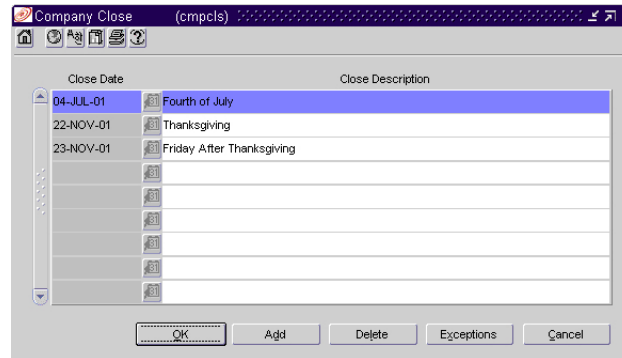 Company Close (cmpcls)
Close Date Close Description
04-JUL-01 Fourth of July
22-NOV-01 Thanksgiving
23-NOV-01 Friday After Thanksgiving
OK Add Delete Exceptions Cancel